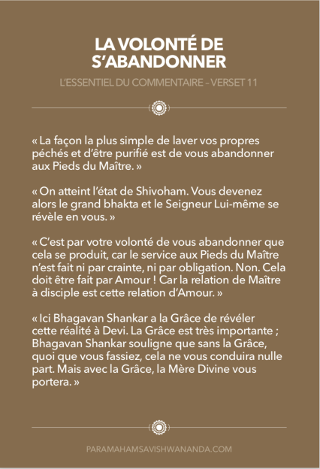 LA VOLONTÉ DE
S’ABANDONNER
L’ESSENTIEL DU COMMENTAIRE – VERSET 11
« La façon la plus simple de laver vos propres
péchés et d’être purifié est de vous abandonner
aux Pieds du Maître. »
« On atteint l’état de Shivoham. Vous devenez
alors le grand bhakta et le Seigneur Lui-même se
révèle en vous. »
« C’est par votre volonté de vous abandonner que
cela se produit, car le service aux Pieds du Maître
n’est fait ni par crainte, ni par obligation. Non. Cela
doit être fait par Amour ! Car la relation de Maître
à disciple est cette relation d’Amour. »
« Ici Bhagavan Shankar a la Grâce de révéler
cette réalité à Devi. La Grâce est très importante ;
Bhagavan Shankar souligne que sans la Grâce,
quoi que vous fassiez, cela ne vous conduira nulle
part. Mais avec la Grâce, la Mère Divine vous
portera. »
PARAMAHAMSAVISHWANANDA.COM